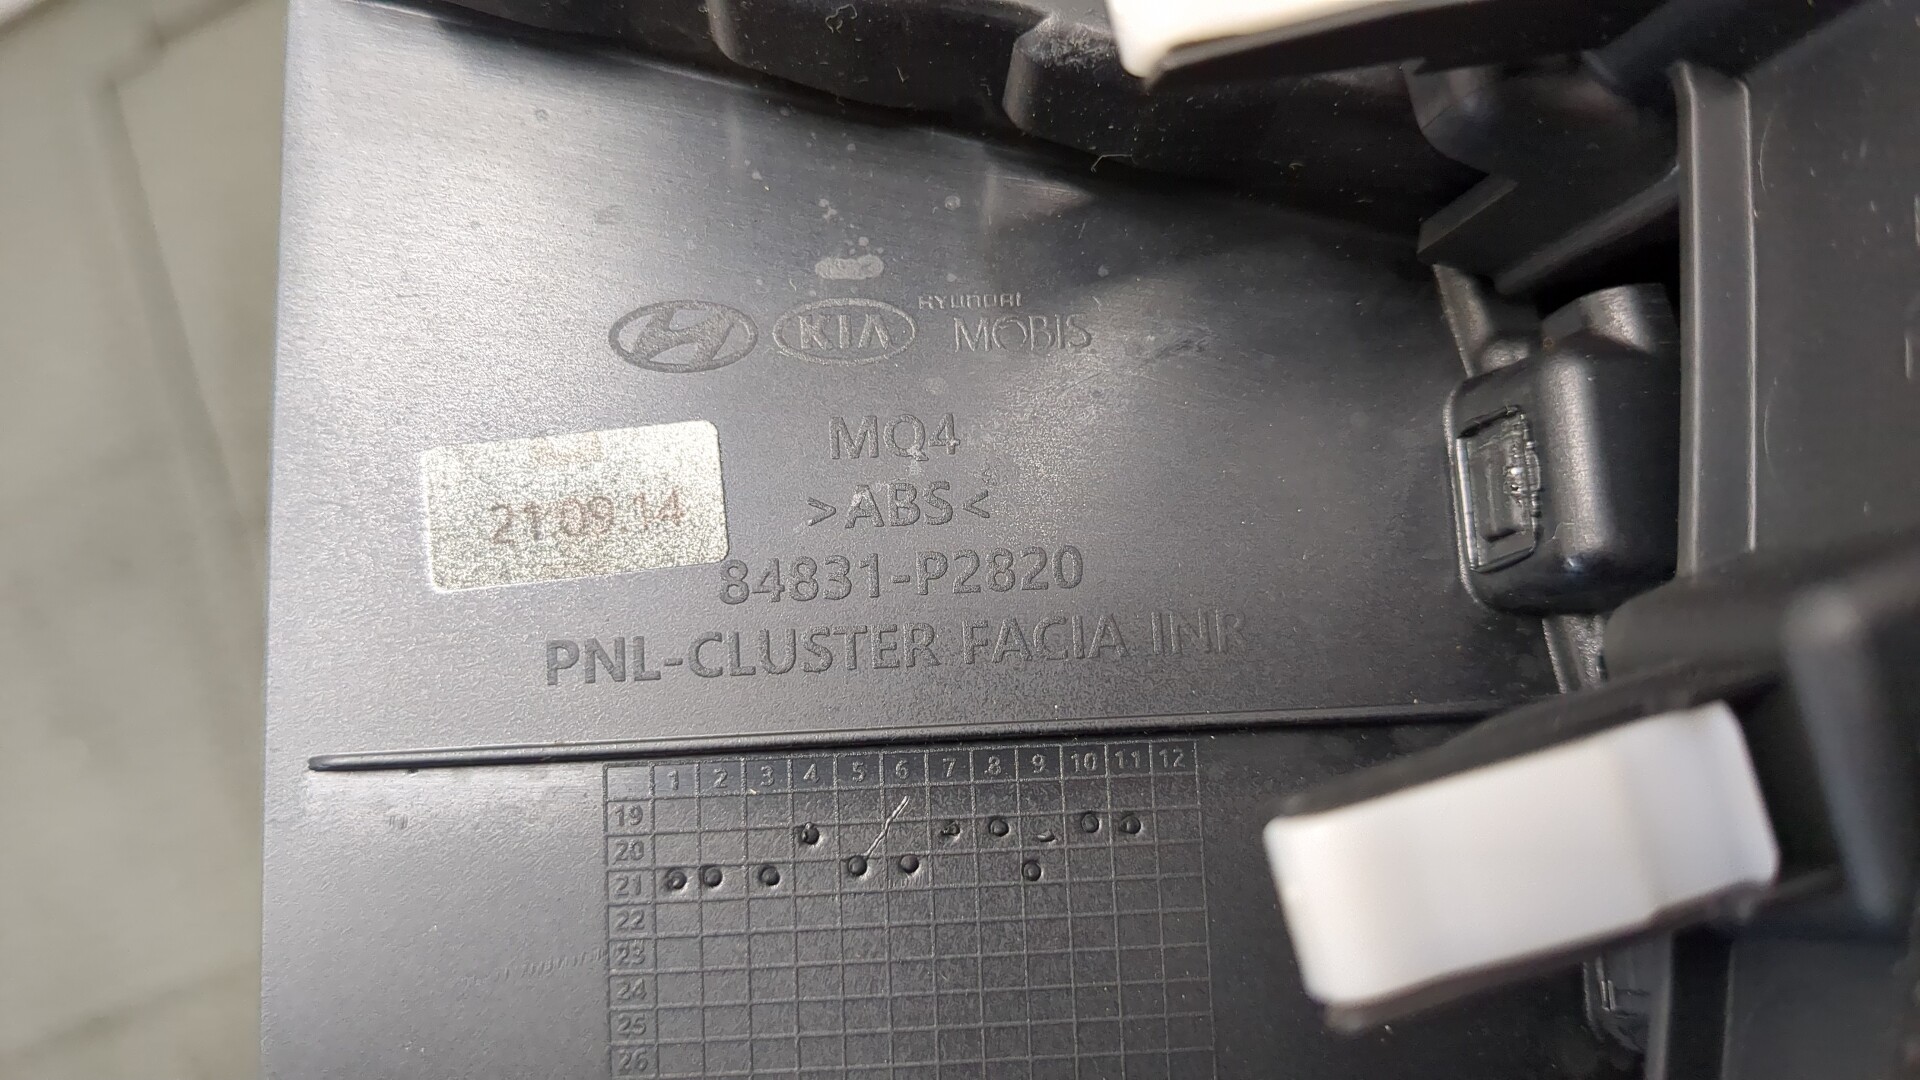 HYUNDAI
KIA MOBIS
MQ4
>ABS<
21.09.14
84831-P2820
PNL-CLUSTER FACIA INR
1 2 3 4 5 6 7 8 9 10 11 12
19
20
21
22
23
24
25
26